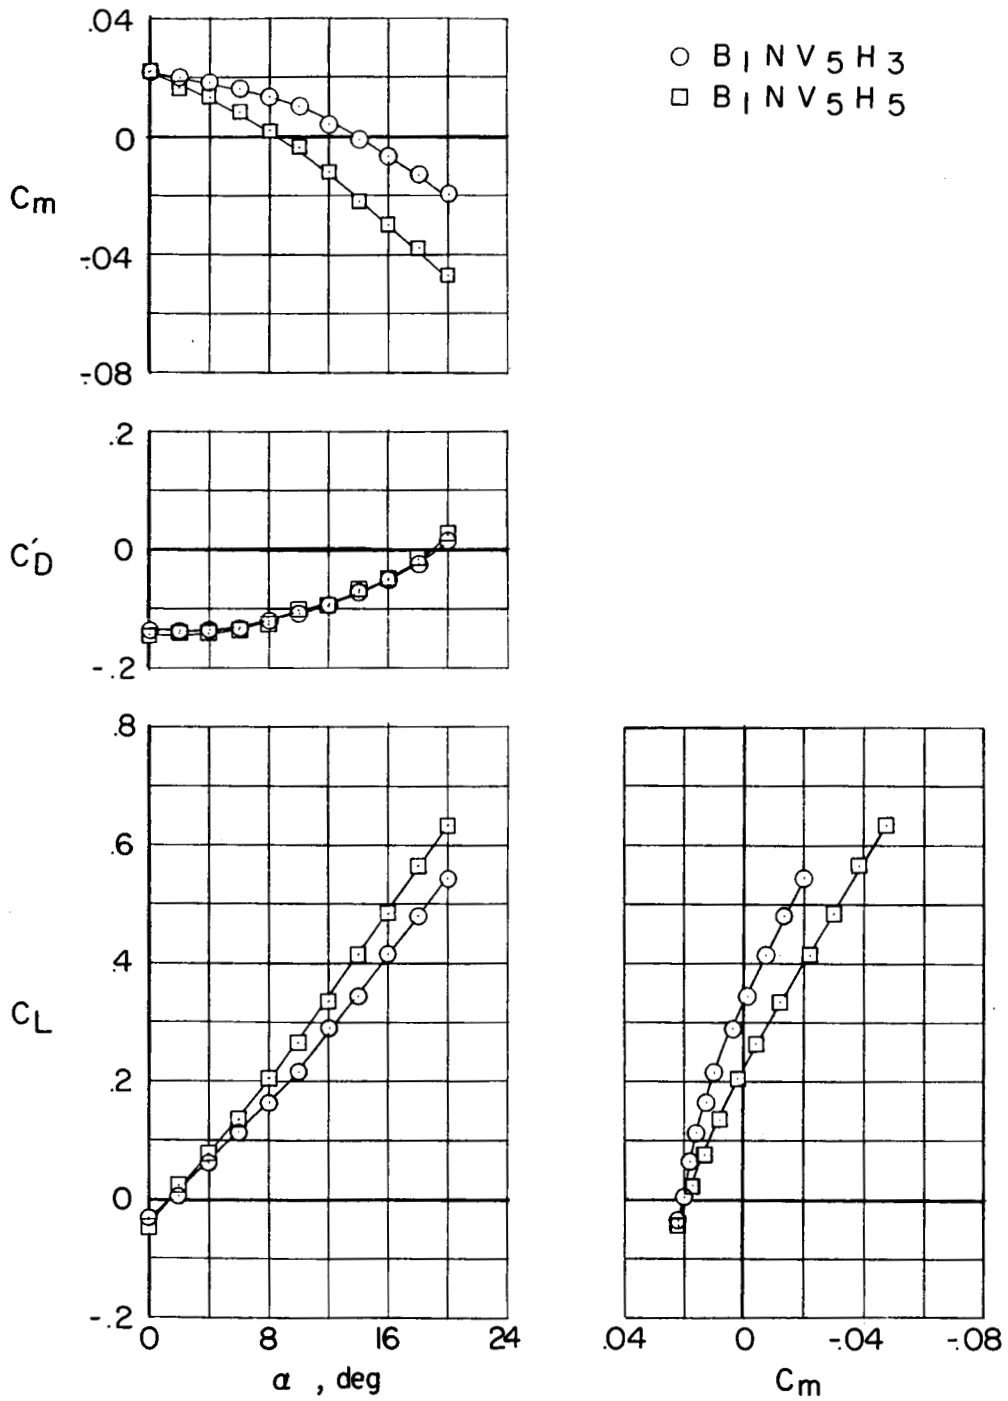 .04
0
-.04
-.08
Cm
○ B1NV5H3
□ B1NV5H5
.2
0
-.2
C′D
.8
.6
.4
.2
0
-.2
CL
0 8 16 24
α , deg
.04 0 -.04 -.08
Cm